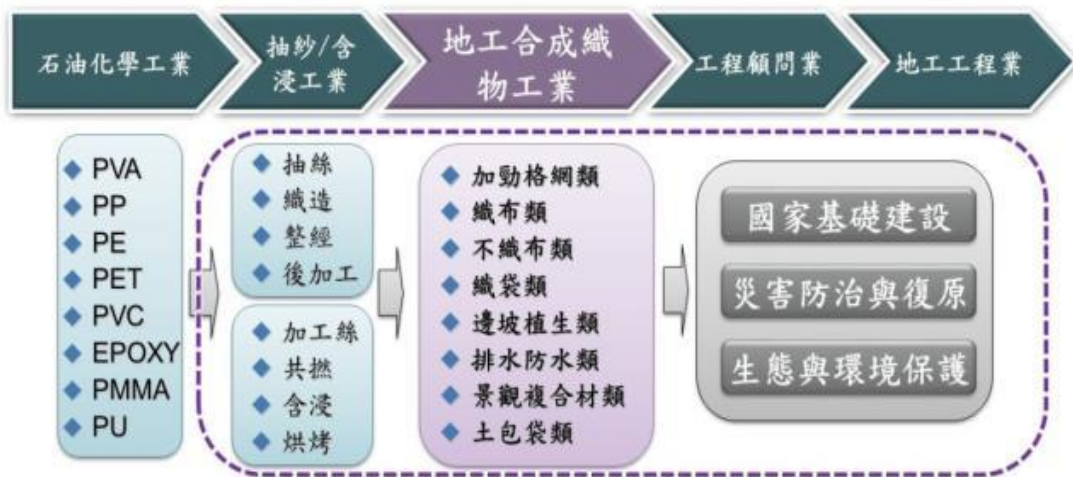 石油化學工業
抽紗/含
浸工業
地工合成織
物工業
工程顧問業
地工工程業
PVA
PP
PE
PET
PVC
EPOXY
PMMA
PU
抽絲
織造
整經
後加工
加工絲
共撚
含浸
烘烤
加勁格網類
織布類
不織布類
織袋類
邊坡植生類
排水防水類
景觀複合材類
土包袋類
國家基礎建設
災害防治與復原
生態與環境保護